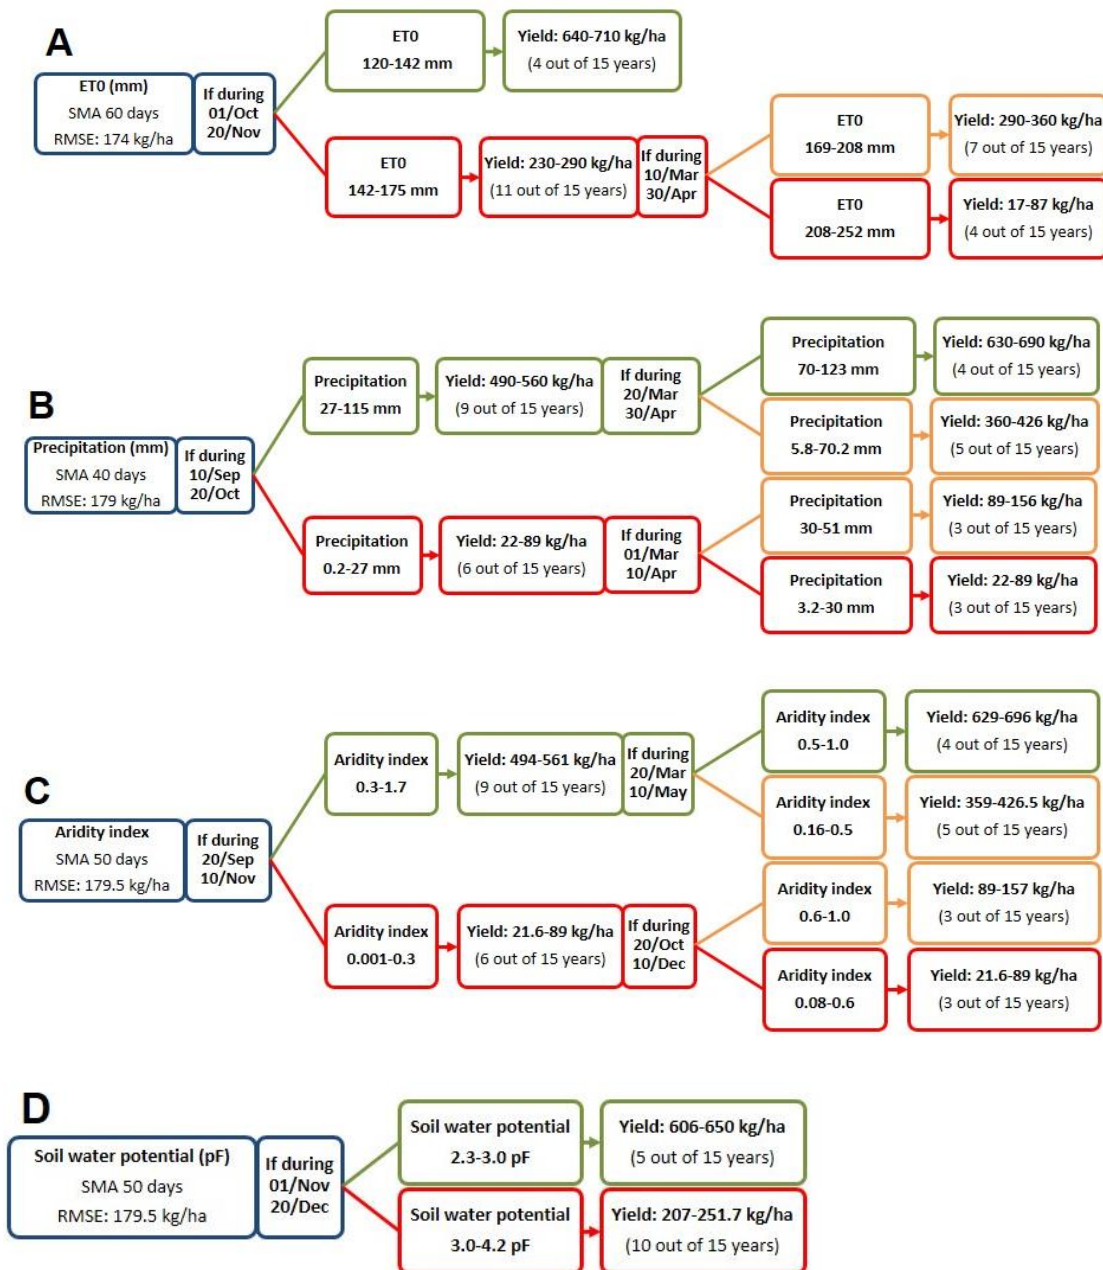 A
ET0 (mm)
SMA 60 days
RMSE: 174 kg/ha
If during
01/Oct
20/Nov
ET0
120-142 mm
Yield: 640-710 kg/ha
(4 out of 15 years)
ET0
142-175 mm
Yield: 230-290 kg/ha
(11 out of 15 years)
If during
10/Mar
30/Apr
ET0
169-208 mm
Yield: 290-360 kg/ha
(7 out of 15 years)
ET0
208-252 mm
Yield: 17-87 kg/ha
(4 out of 15 years)
B
Precipitation (mm)
SMA 40 days
RMSE: 179 kg/ha
If during
10/Sep
20/Oct
Precipitation
27-115 mm
Yield: 490-560 kg/ha
(9 out of 15 years)
If during
20/Mar
30/Apr
Precipitation
70-123 mm
Yield: 630-690 kg/ha
(4 out of 15 years)
Precipitation
5.8-70.2 mm
Yield: 360-426 kg/ha
(5 out of 15 years)
Precipitation
0.2-27 mm
Yield: 22-89 kg/ha
(6 out of 15 years)
If during
01/Mar
10/Apr
Precipitation
30-51 mm
Yield: 89-156 kg/ha
(3 out of 15 years)
Precipitation
3.2-30 mm
Yield: 22-89 kg/ha
(3 out of 15 years)
C
Aridity index
SMA 50 days
RMSE: 179.5 kg/ha
If during
20/Sep
10/Nov
Aridity index
0.3-1.7
Yield: 494-561 kg/ha
(9 out of 15 years)
If during
20/Mar
10/May
Aridity index
0.5-1.0
Yield: 629-696 kg/ha
(4 out of 15 years)
Aridity index
0.16-0.5
Yield: 359-426.5 kg/ha
(5 out of 15 years)
Aridity index
0.001-0.3
Yield: 21.6-89 kg/ha
(6 out of 15 years)
If during
20/Oct
10/Dec
Aridity index
0.6-1.0
Yield: 89-157 kg/ha
(3 out of 15 years)
Aridity index
0.08-0.6
Yield: 21.6-89 kg/ha
(3 out of 15 years)
D
Soil water potential (pF)
SMA 50 days
RMSE: 179.5 kg/ha
If during
01/Nov
20/Dec
Soil water potential
2.3-3.0 pF
Yield: 606-650 kg/ha
(5 out of 15 years)
Soil water potential
3.0-4.2 pF
Yield: 207-251.7 kg/ha
(10 out of 15 years)